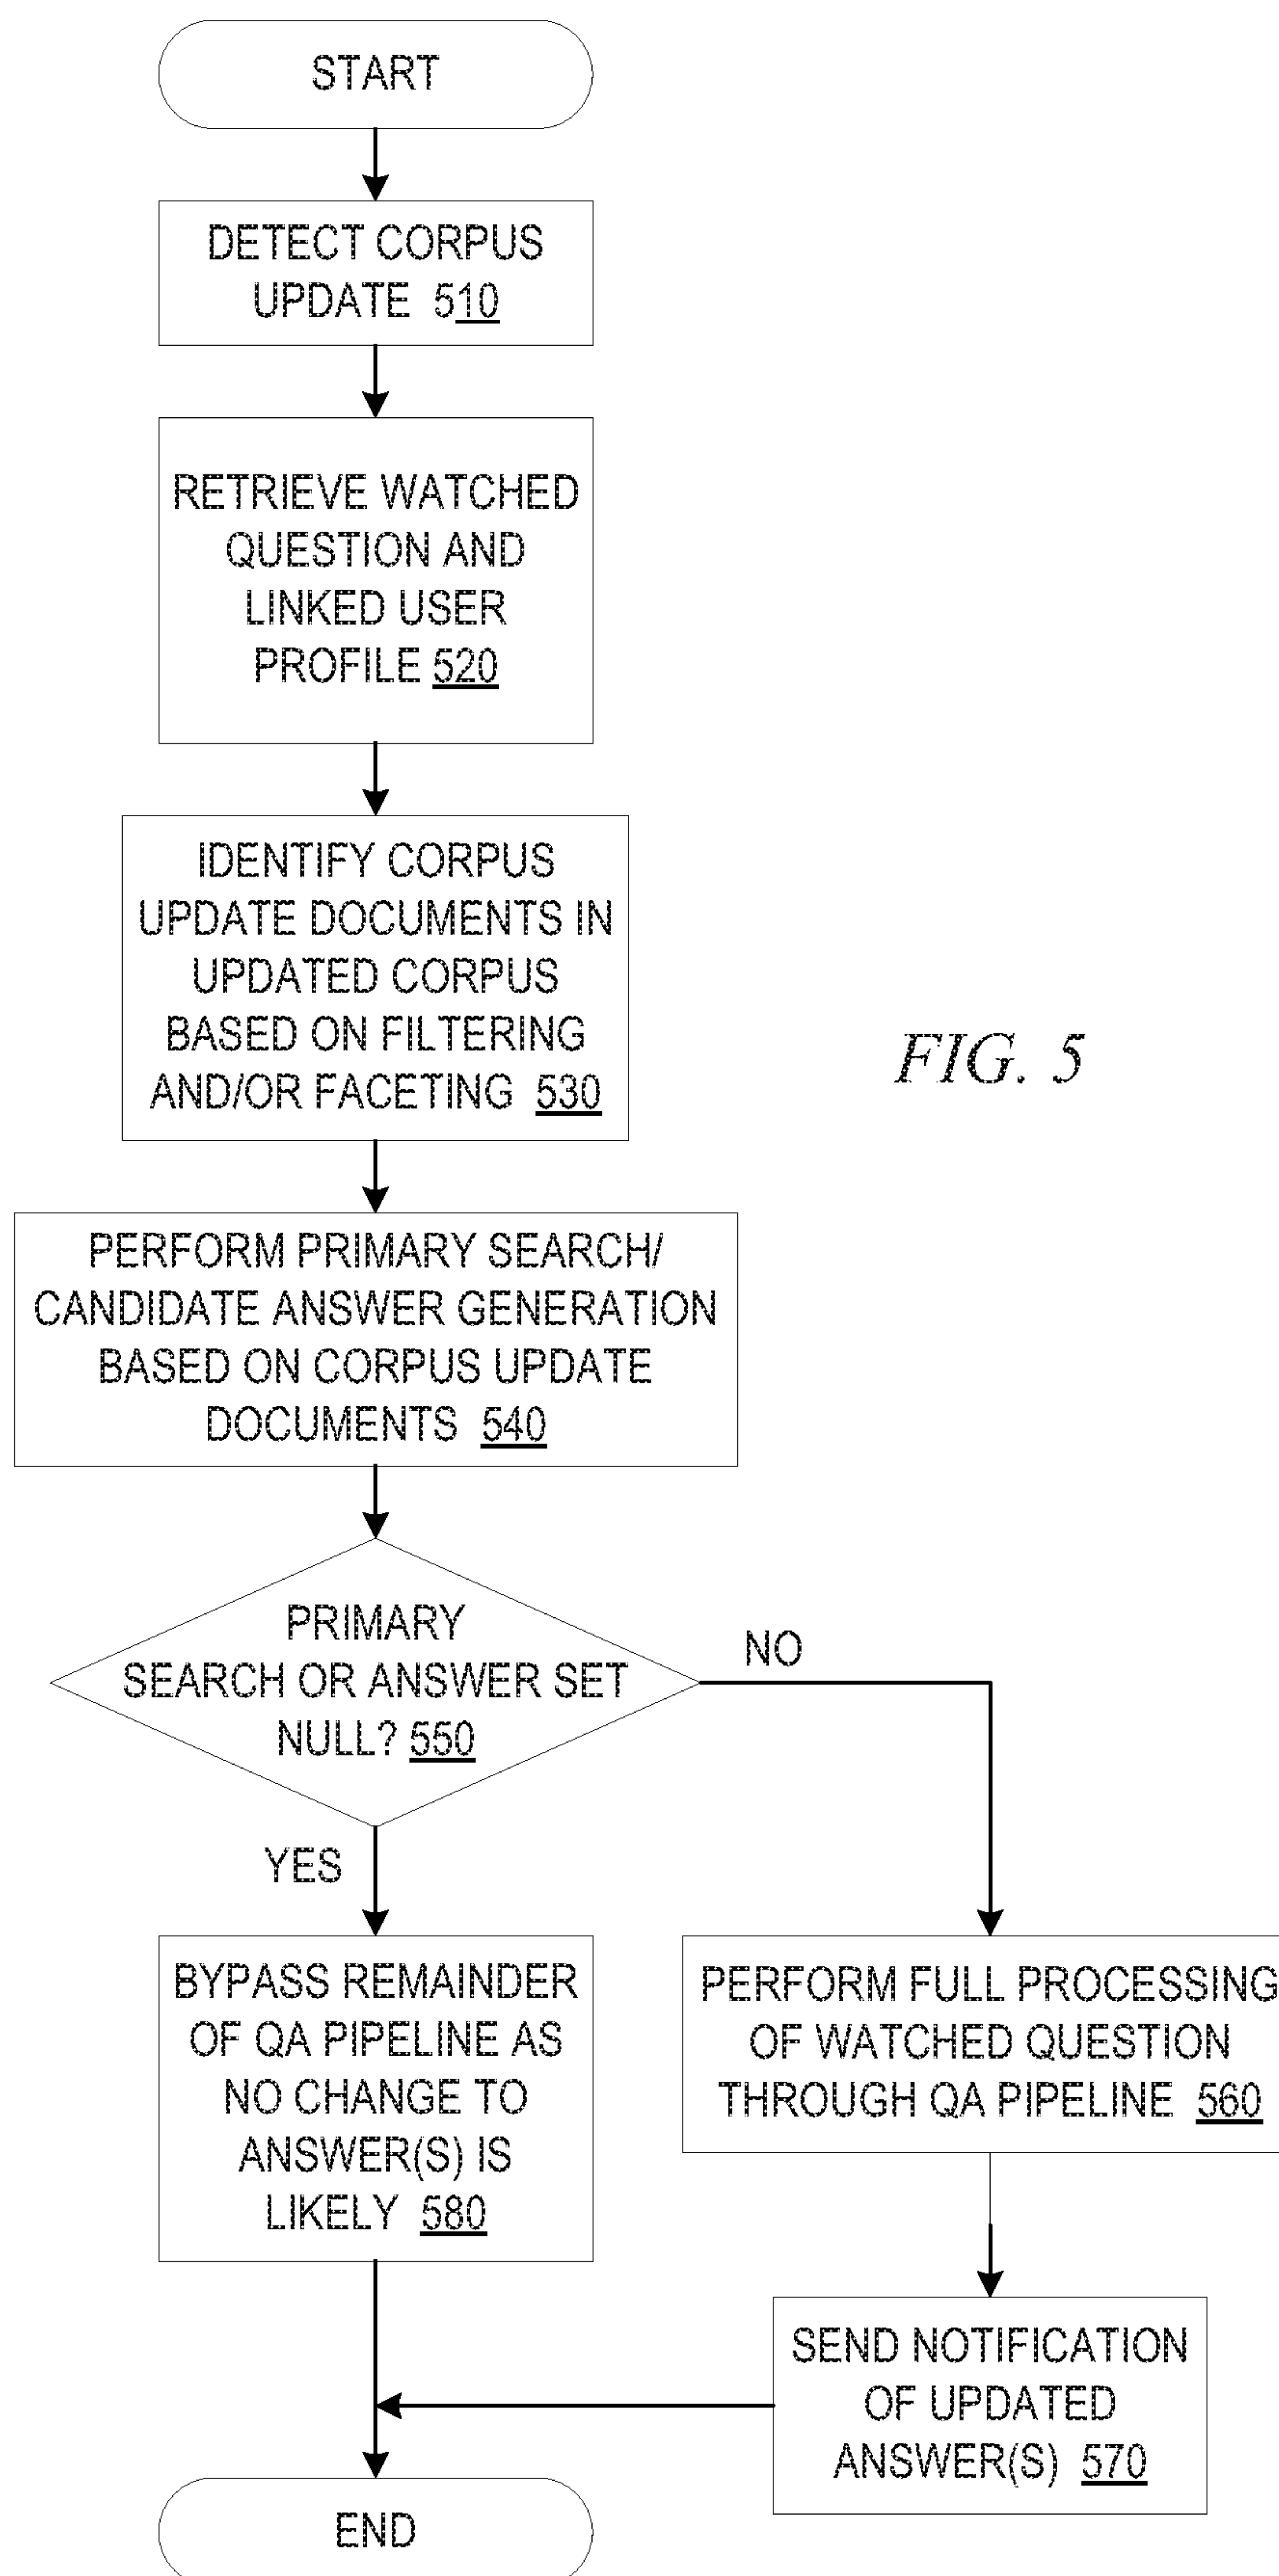 START
DETECT CORPUS
UPDATE 510
RETRIEVE WATCHED
QUESTION AND
LINKED USER
PROFILE 520
IDENTIFY CORPUS
UPDATE DOCUMENTS IN
UPDATED CORPUS
BASED ON FILTERING
AND/OR FACETING 530
FIG. 5
PERFORM PRIMARY SEARCH/
CANDIDATE ANSWER GENERATION
BASED ON CORPUS UPDATE
DOCUMENTS 540
PRIMARY
SEARCH OR ANSWER SET
NULL? 550
NO
YES
BYPASS REMAINDER
OF QA PIPELINE AS
NO CHANGE TO
ANSWER(S) IS
LIKELY 580
PERFORM FULL PROCESSING
OF WATCHED QUESTION
THROUGH QA PIPELINE 560
SEND NOTIFICATION
OF UPDATED
ANSWER(S) 570
END